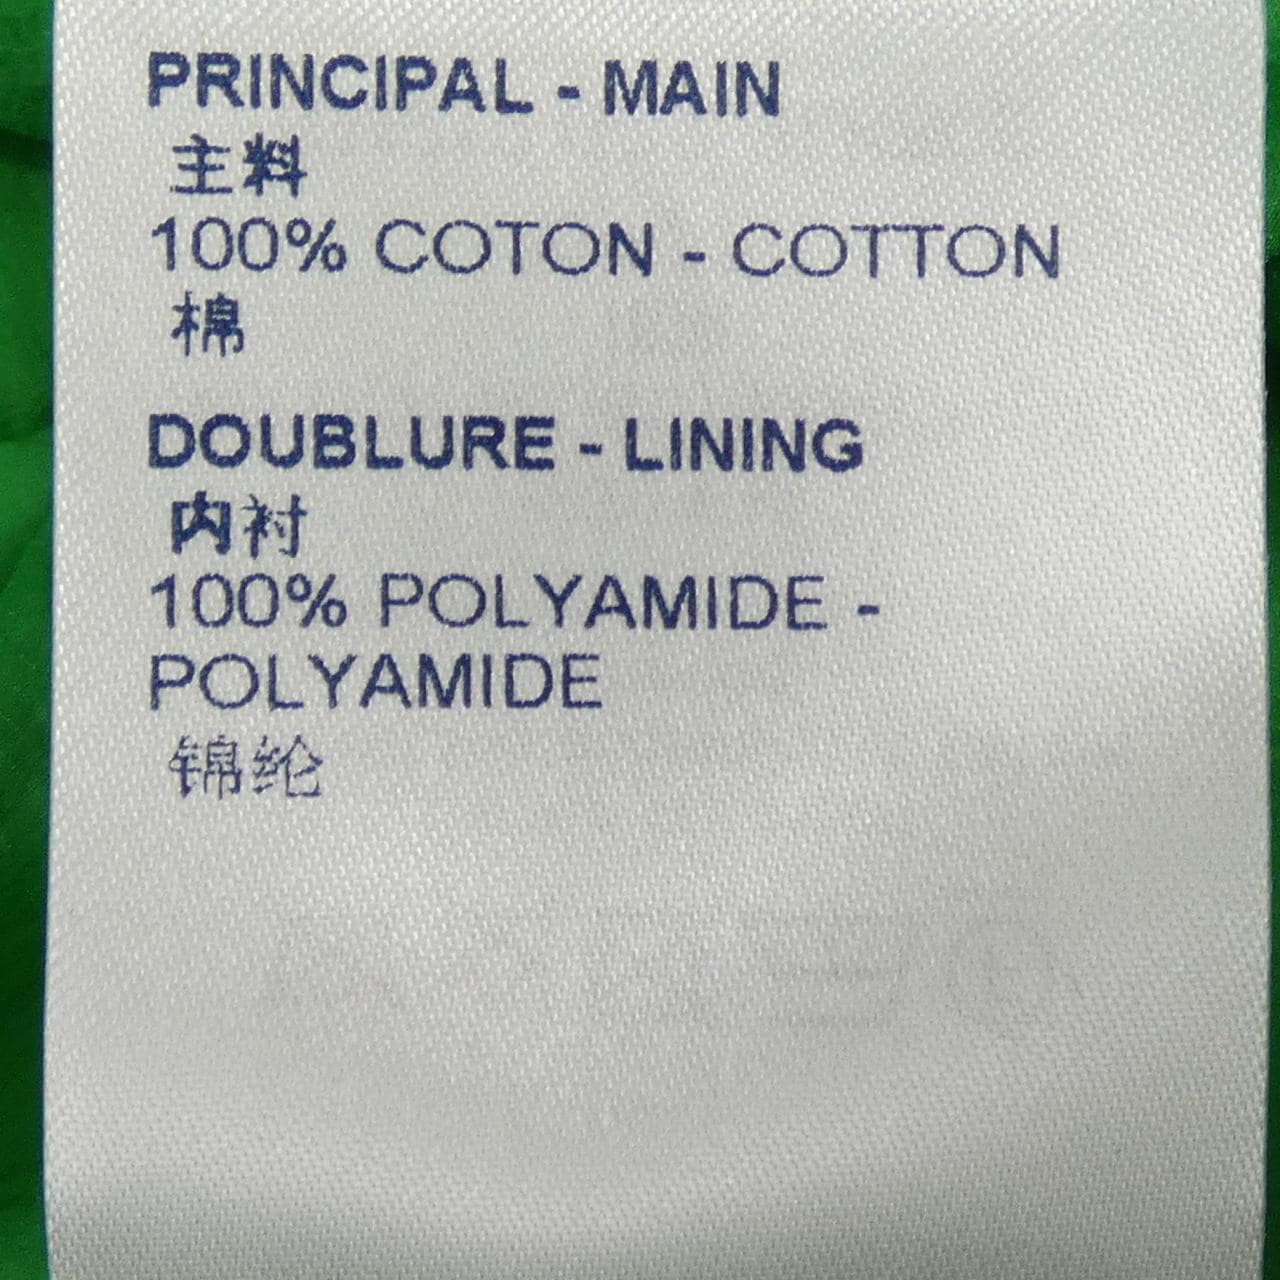 PRINCIPAL - MAIN
主料
100% COTON - COTTON
棉
DOUBLURE - LINING
内衬
100% POLYAMIDE -
POLYAMIDE
锦纶